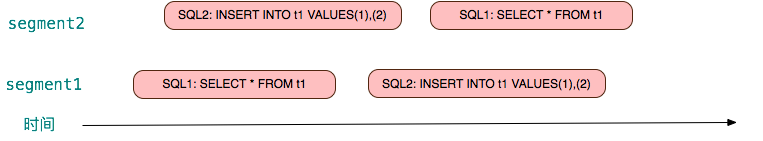 segment2
SQL2: INSERT INTO t1 VALUES(1),(2)
SQL1: SELECT * FROM t1
segment1
SQL1: SELECT * FROM t1
SQL2: INSERT INTO t1 VALUES(1),(2)
时间